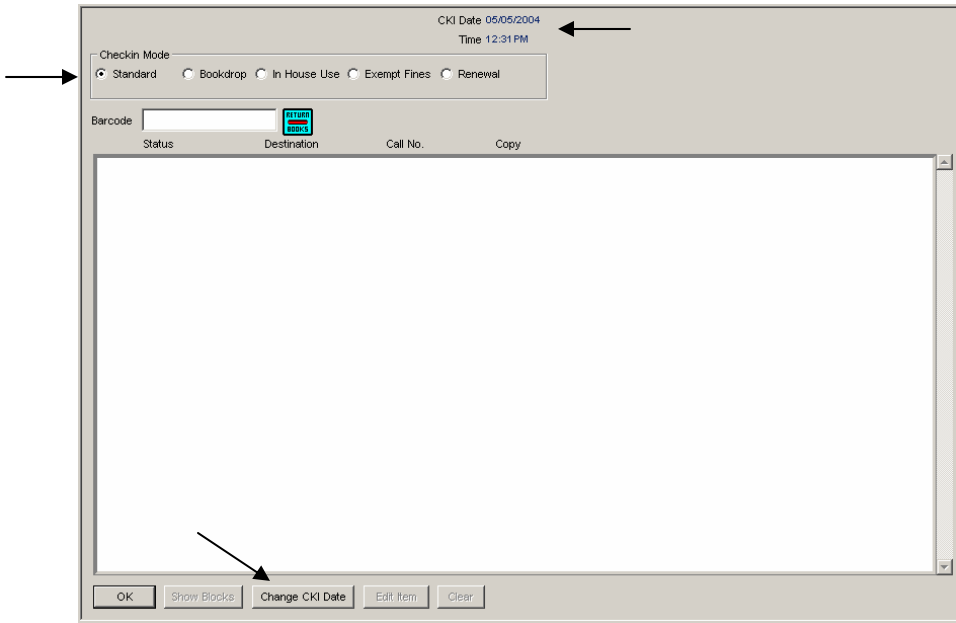 CKI Date 05/05/2004
Time 12:31 PM
Checkin Mode
Standard Bookdrop In House Use Exempt Fines Renewal
Barcode
RETURN
BOOKS
Status Destination Call No. Copy
OK Show Blocks Change CKI Date Edit Item Clear